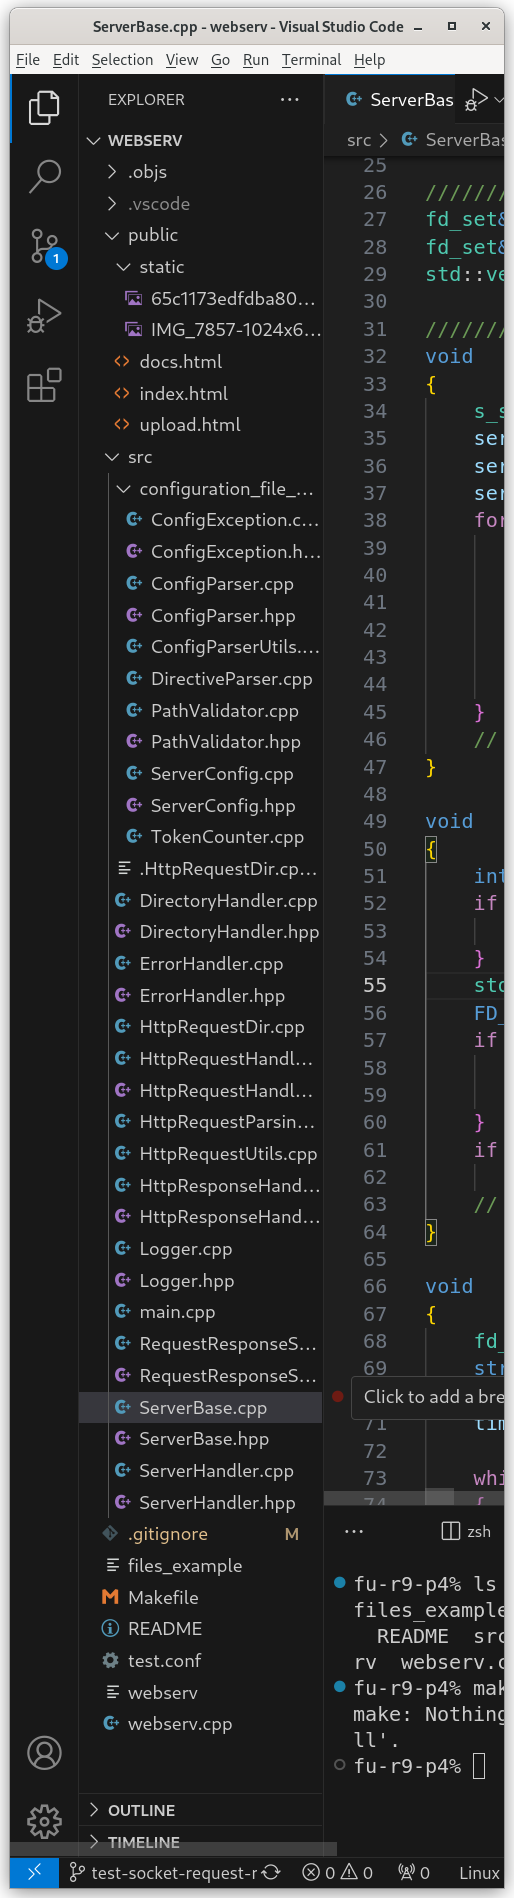 ServerBase.cpp - webserv - Visual Studio Code
File Edit Selection View Go Run Terminal Help
EXPLORER
WEBSERV
.objs
.vscode
public
static
65c1173edfdba80...
IMG_7857-1024x6...
docs.html
index.html
upload.html
src
configuration_file_...
ConfigException.c...
ConfigException.h...
ConfigParser.cpp
ConfigParser.hpp
ConfigParserUtils....
DirectiveParser.cpp
PathValidator.cpp
PathValidator.hpp
ServerConfig.cpp
ServerConfig.hpp
TokenCounter.cpp
.HttpRequestDir.cp...
DirectoryHandler.cpp
DirectoryHandler.hpp
ErrorHandler.cpp
ErrorHandler.hpp
HttpRequestDir.cpp
HttpRequestHandl...
HttpRequestHandl...
HttpRequestParsin...
HttpRequestUtils.cpp
HttpResponseHand...
HttpResponseHand...
Logger.cpp
Logger.hpp
main.cpp
RequestResponseS...
RequestResponseS...
ServerBase.cpp
ServerBase.hpp
ServerHandler.cpp
ServerHandler.hpp
.gitignore M
files_example
Makefile
README
test.conf
webserv
webserv.cpp
OUTLINE
TIMELINE
1
ServerBas
src > ServerBas
25
26 ///////
27 fd_set&
28 fd_set&
29 std::ve
30
31 ///////
32 void
33 {
34 s_s
35 ser
36 ser
37 ser
38 for
39
40
41
42
43
44
45 }
46 //
47 }
48
49 void
50 {
51 int
52 if
53
54 }
55 std
56 FD_
57 if
58
59
60 }
61 if
62
63 //
64 }
65
66 void
67 {
68 fd_
69 str
Click to add a bre
71 tim
72
73 whi
74 {
... zsh
fu-r9-p4% ls
files_example
README src
rv webserv.c
fu-r9-p4% mak
make: Nothing
ll'.
fu-r9-p4%
test-socket-request-r 0 0 0 Linux